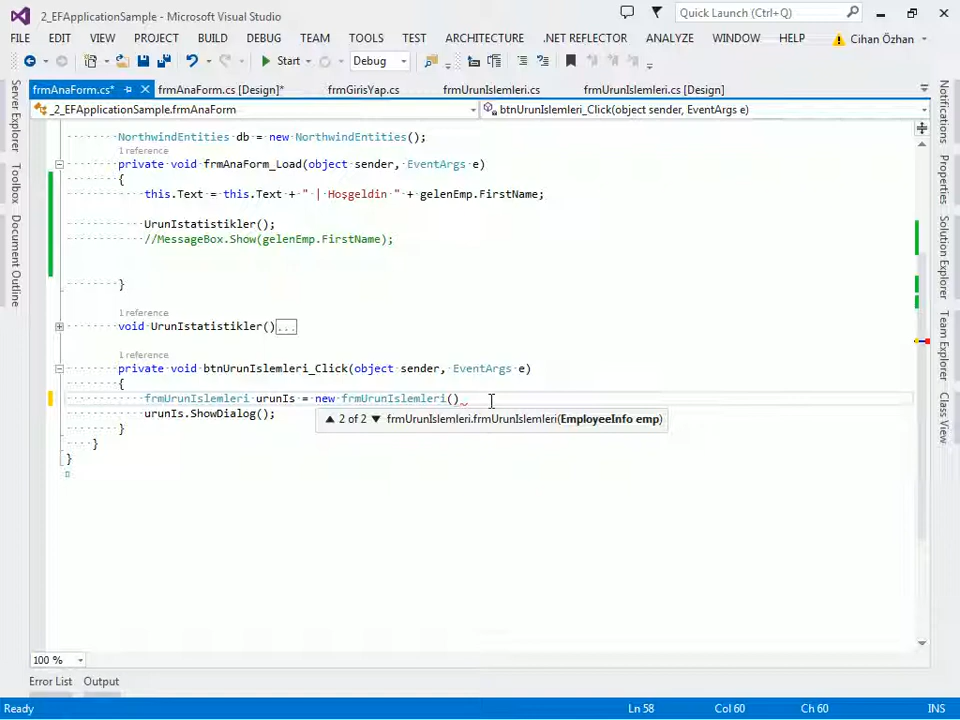 2_EFApplicationSample - Microsoft Visual Studio
Quick Launch (Ctrl+Q)
FILE EDIT VIEW PROJECT BUILD DEBUG TEAM TOOLS TEST ARCHITECTURE .NET REFLECTOR ANALYZE WINDOW HELP Cihan Özhan
Start Debug
frmAnaForm.cs* frmAnaForm.cs [Design]* frmGirisYap.cs frmUrunIslemleri.cs frmUrunIslemleri.cs [Design]
_2_EFApplicationSample.frmAnaForm btnUrunIslemleri_Click(object sender, EventArgs e)
Server Explorer
Toolbox
Document Outline
NorthwindEntities db = new NorthwindEntities();
1 reference
private void frmAnaForm_Load(object sender, EventArgs e)
{
this.Text = this.Text + " | Hoşgeldin " + gelenEmp.FirstName;
UrunIstatistikler();
//MessageBox.Show(gelenEmp.FirstName);
}
1 reference
void UrunIstatistikler()...
1 reference
private void btnUrunIslemleri_Click(object sender, EventArgs e)
{
frmUrunIslemleri urunIs = new frmUrunIslemleri()
urunIs.ShowDialog();
2 of 2 frmUrunIslemleri.frmUrunIslemleri(EmployeeInfo emp)
}
}
}
Notifications
Properties
Solution Explorer
Team Explorer
Class View
100 %
Error List Output
Ready Ln 58 Col 60 Ch 60 INS